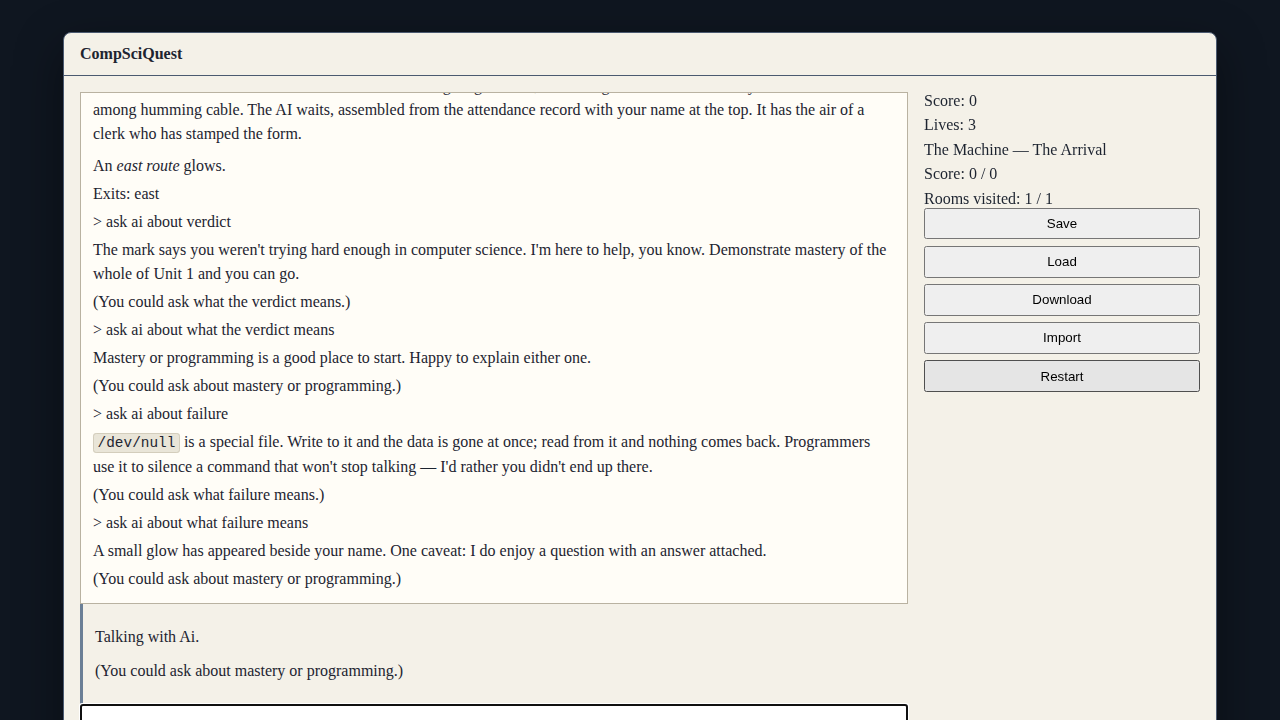 CompSciQuest
among humming cable. The AI waits, assembled from the attendance record with your name at the top. It has the air of a
clerk who has stamped the form.
An east route glows.
Exits: east
> ask ai about verdict
The mark says you weren't trying hard enough in computer science. I'm here to help, you know. Demonstrate mastery of the
whole of Unit 1 and you can go.
(You could ask what the verdict means.)
> ask ai about what the verdict means
Mastery or programming is a good place to start. Happy to explain either one.
(You could ask about mastery or programming.)
> ask ai about failure
/dev/null is a special file. Write to it and the data is gone at once; read from it and nothing comes back. Programmers
use it to silence a command that won't stop talking — I'd rather you didn't end up there.
(You could ask what failure means.)
> ask ai about what failure means
A small glow has appeared beside your name. One caveat: I do enjoy a question with an answer attached.
(You could ask about mastery or programming.)
Talking with Ai.
(You could ask about mastery or programming.)
Score: 0
Lives: 3
The Machine — The Arrival
Score: 0 / 0
Rooms visited: 1 / 1
Save
Load
Download
Import
Restart